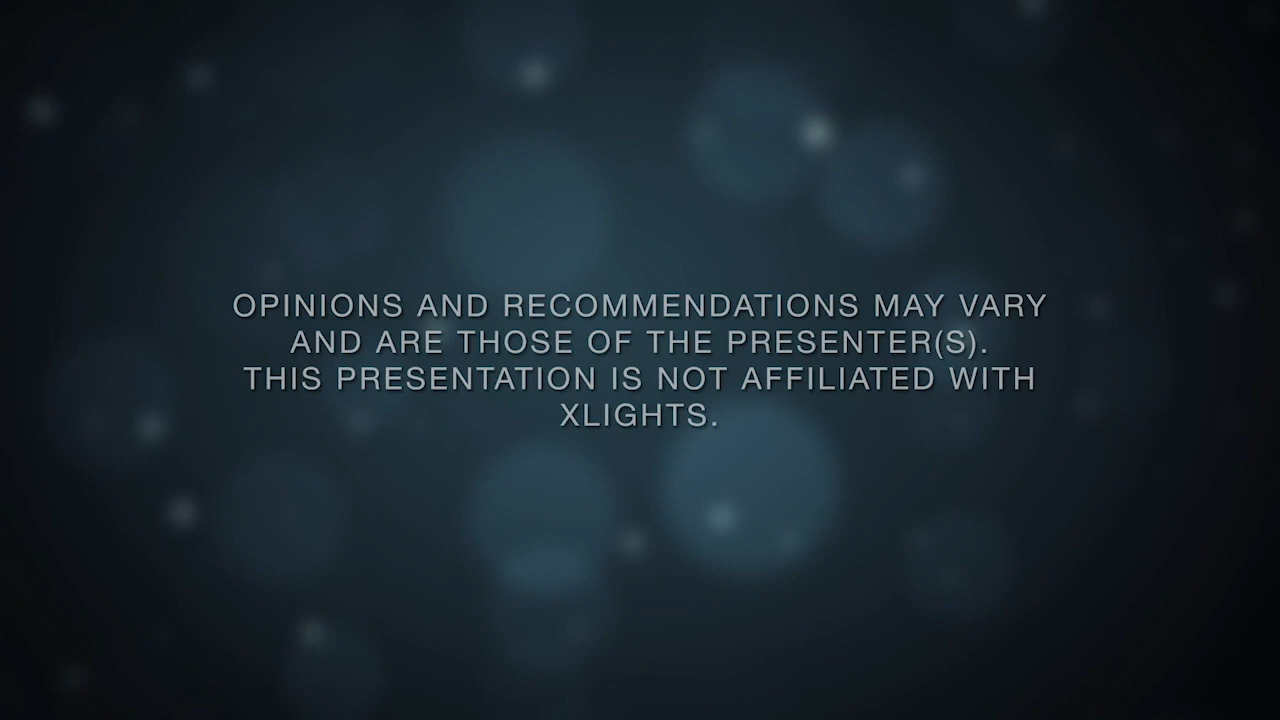 OPINIONS AND RECOMMENDATIONS MAY VARY
AND ARE THOSE OF THE PRESENTER(S).
THIS PRESENTATION IS NOT AFFILIATED WITH
XLIGHTS.